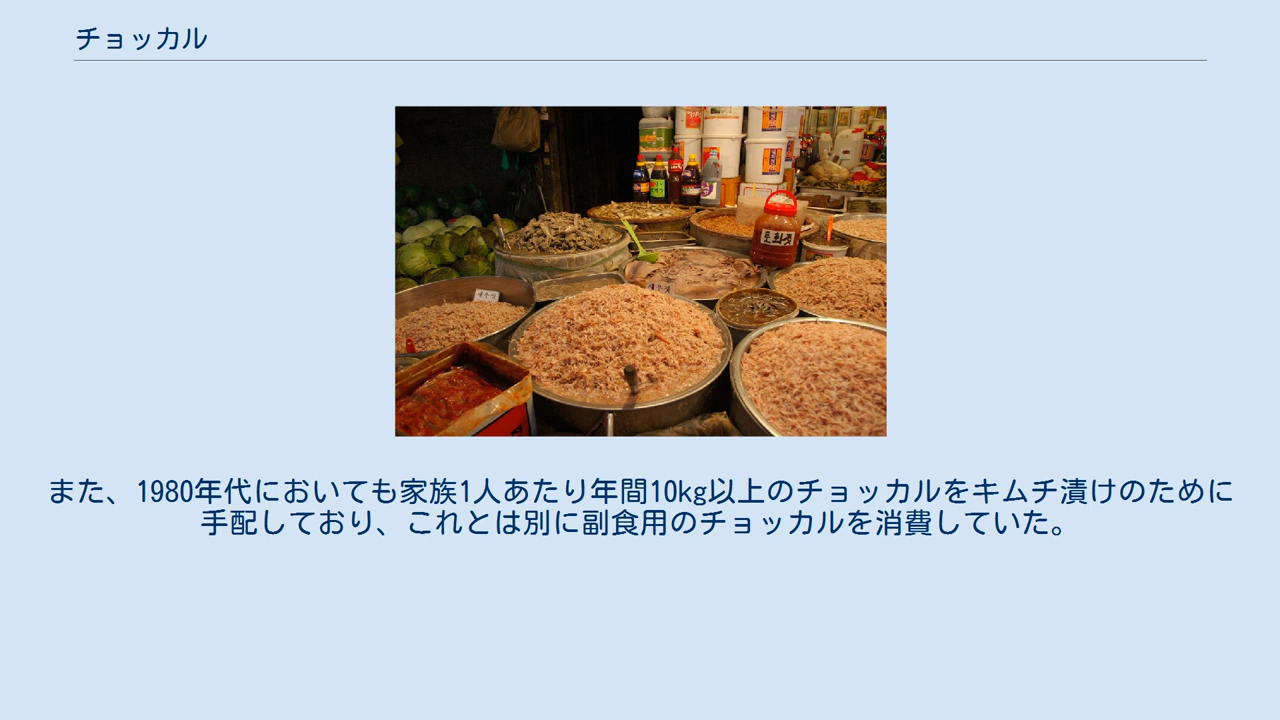 チョッカル
また、1980年代においても家族1人あたり年間10kg以上のチョッカルをキムチ漬けのために
手配しており、これとは別に副食用のチョッカルを消費していた。